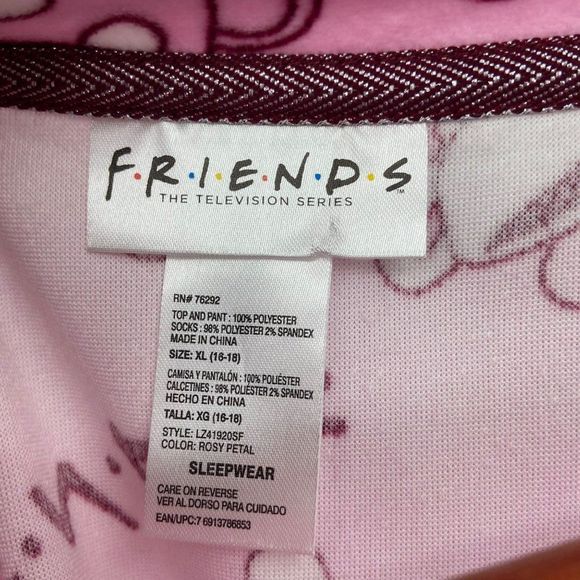 F•R•I•E•N•D•S™
THE TELEVISION SERIES
RN# 76292
TOP AND PANT : 100% POLYESTER
SOCKS : 98% POLYESTER 2% SPANDEX
MADE IN CHINA
SIZE: XL (16-18)
CAMISA Y PANTALÓN : 100% POLIÉSTER
CALCETINES : 98% POLIÉSTER 2% SPANDEX
HECHO EN CHINA
TALLA: XG (16-18)
STYLE: LZ41920SF
COLOR: ROSY PETAL
SLEEPWEAR
CARE ON REVERSE
VER AL DORSO PARA CUIDADO
EAN/UPC:7 6913786853